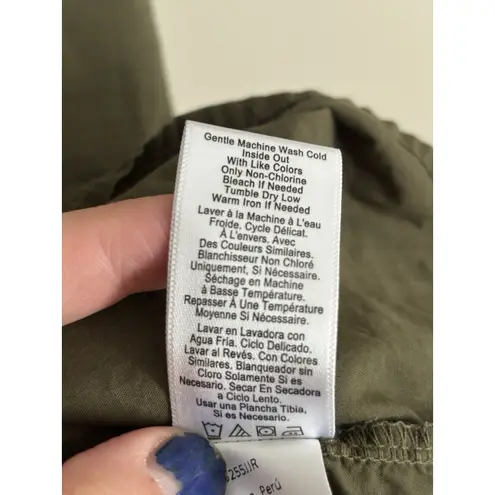 Gentle Machine Wash Cold
Inside Out
With Like Colors
Only Non-Chlorine
Bleach If Needed
Tumble Dry Low
Warm Iron If Needed
Laver à la Machine à L'eau
Froide, Cycle Délicat.
À L'envers, Avec
Des Couleurs Similaires.
Blanchisseur Non Chloré
Uniquement, Si Nécessaire.
Séchage en Machine
à Basse Température.
Repasser À Une Température
Moyenne Si Nécessaire.
Lavar en Lavadora con
Agua Fría. Ciclo Delicado.
Lavar al Revés. Con Colores
Similares. Blanqueador sin
Cloro Solamente Si es
Necesario. Secar En Secadora
a Ciclo Lento.
Usar una Plancha Tibia,
Si es Necesario.
6255IJR
Perú